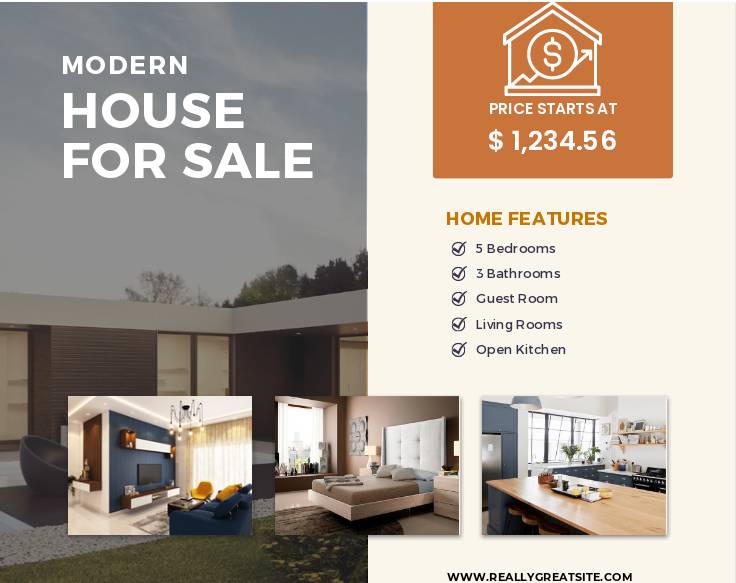 MODERN
HOUSE
FOR SALE
PRICE STARTS AT
$ 1,234.56
HOME FEATURES
5 Bedrooms
3 Bathrooms
Guest Room
Living Rooms
Open Kitchen
WWW.REALLYGREATSITE.COM